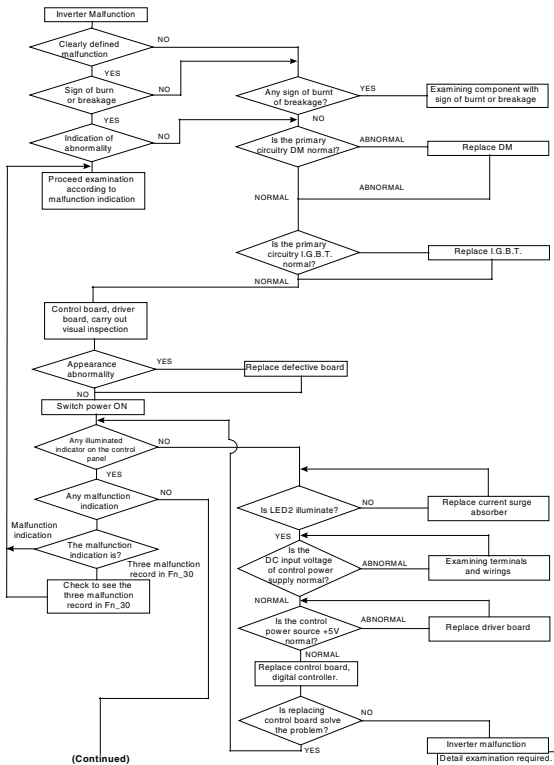 Inverter Malfunction
Clearly defined
malfunction
NO
YES
Sign of burn
or breakage
NO
Any sign of burnt
of breakage?
YES
Examining component with
sign of burnt or breakage
YES
NO
Indication of
abnormality
NO
Is the primary
circuitry DM normal?
ABNORMAL
Replace DM
Proceed examination
according to
malfunction indication
ABNORMAL
NORMAL
Is the primary
circuitry I.G.B.T.
normal?
Replace I.G.B.T.
NORMAL
Control board, driver
board, carry out
visual inspection
Appearance
abnormality
YES
Replace defective board
NO
Switch power ON
Any illuminated
indicator on the control
panel
NO
YES
Any malfunction
indication
NO
Is LED2 illuminate?
NO
Replace current surge
absorber
Malfunction
indication
YES
The malfunction
indication is?
Three malfunction
record in Fn_30
Is the
DC input voltage
of control power
supply normal?
ABNORMAL
Examining terminals
and wirings
Check to see the
three malfunction
record in Fn_30
NORMAL
Is the control
power source +5V
normal?
ABNORMAL
Replace driver board
NORMAL
Replace control board,
digital controller.
Is replacing
control board solve
the problem?
NO
YES
Inverter malfunction
Detail examination required.
(Continued)